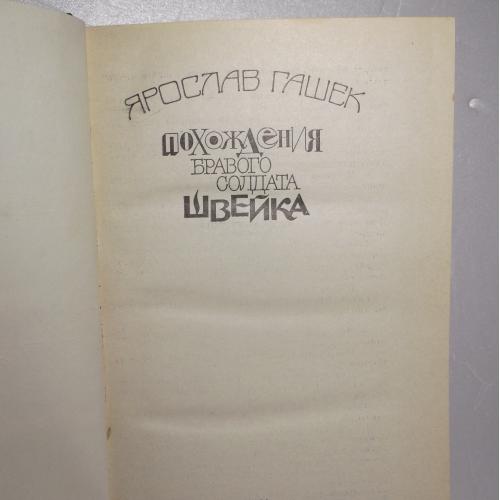 ЯРОСЛАВ ГАШЕК
ПОХОЖДЕНИЯ
БРАВОГО
СОЛДАТА
ШВЕЙКА